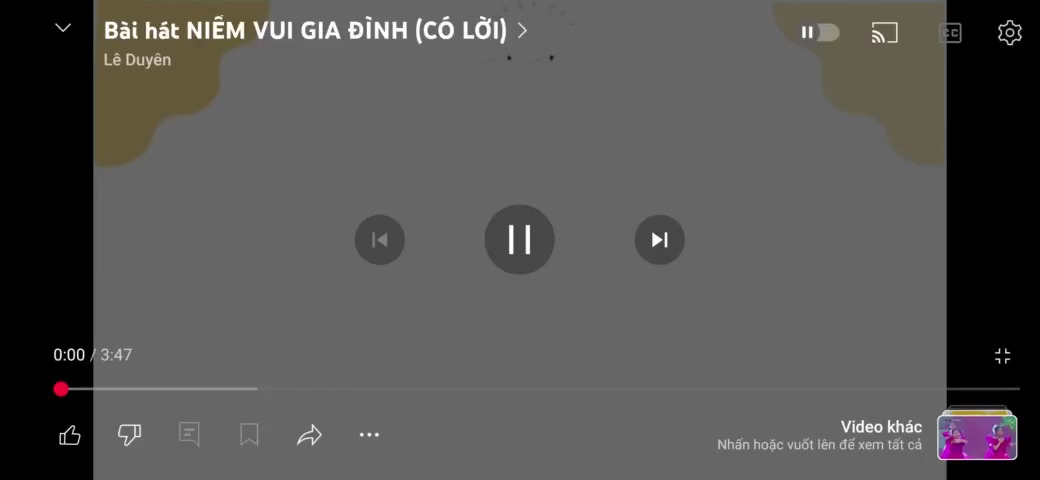 Bài hát NIỀM VUI GIA ĐÌNH (CÓ LỜI)
Lê Duyên
CC
0:00 / 3:47
Video khác
Nhấn hoặc vuốt lên để xem tất cả